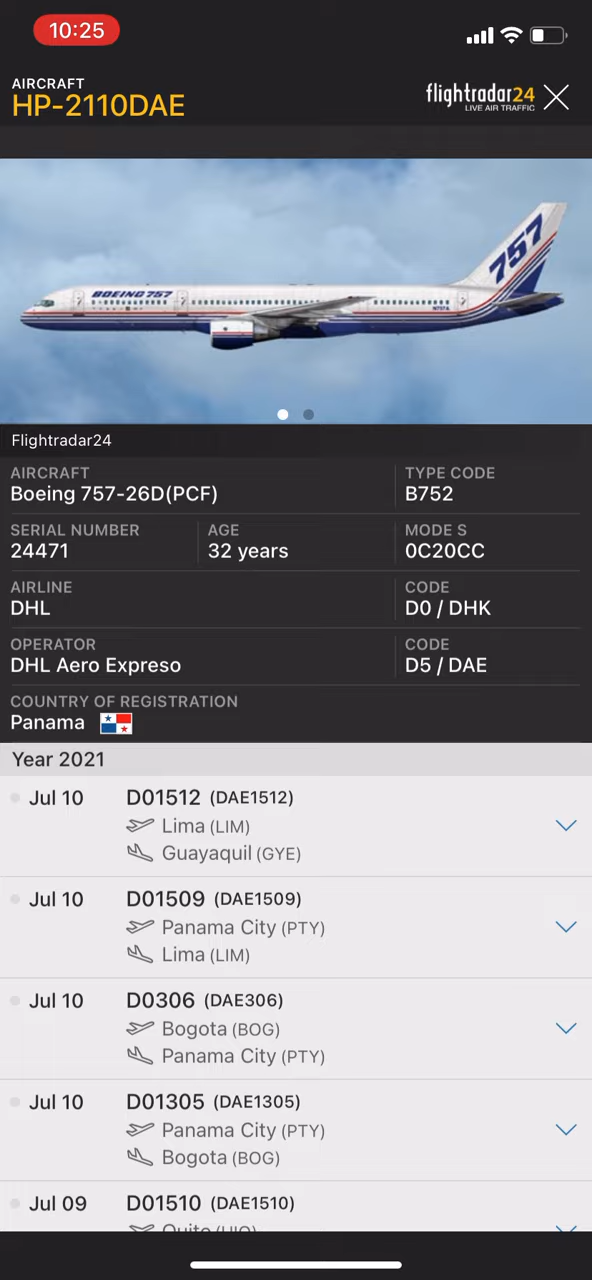 10:25
AIRCRAFT
HP-2110DAE
flightradar24
LIVE AIR TRAFFIC
757
BOEING 757
N757A
Flightradar24
AIRCRAFT
Boeing 757-26D(PCF)
TYPE CODE
B752
SERIAL NUMBER
24471
AGE
32 years
MODE S
0C20CC
AIRLINE
DHL
CODE
D0 / DHK
OPERATOR
DHL Aero Expreso
CODE
D5 / DAE
COUNTRY OF REGISTRATION
Panama
Year 2021
Jul 10
D01512 (DAE1512)
Lima (LIM)
Guayaquil (GYE)
Jul 10
D01509 (DAE1509)
Panama City (PTY)
Lima (LIM)
Jul 10
D0306 (DAE306)
Bogota (BOG)
Panama City (PTY)
Jul 10
D01305 (DAE1305)
Panama City (PTY)
Bogota (BOG)
Jul 09
D01510 (DAE1510)
Quito (UIO)